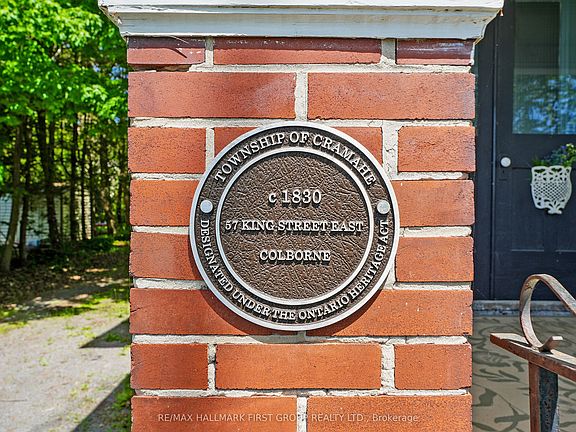 TOWNSHIP OF CRAMAHE
c 1830
57 KING STREET EAST
COLBORNE
DESIGNATED UNDER THE ONTARIO HERITAGE ACT
RE/MAX HALLMARK FIRST GROUP REALTY LTD., Brokerage